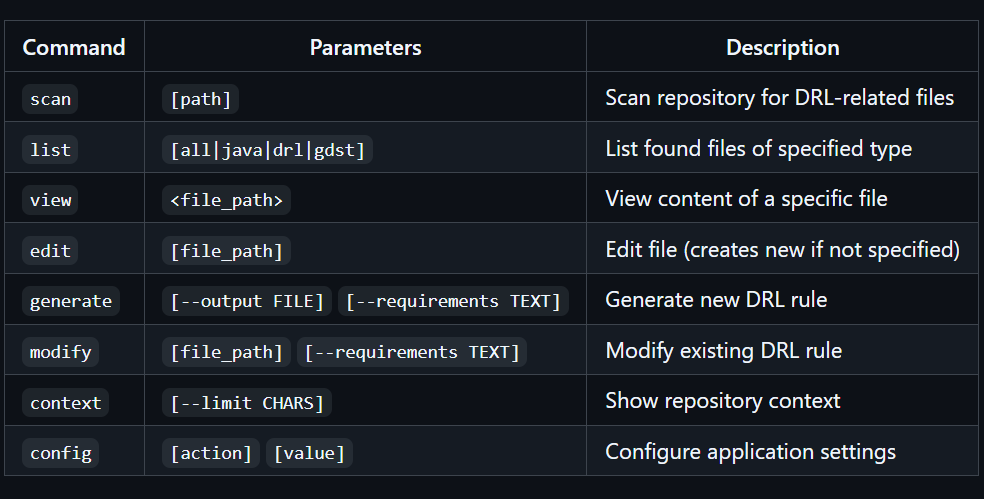 Command Parameters Description
scan [path] Scan repository for DRL-related files
list [all|java|drl|gdst] List found files of specified type
view <file_path> View content of a specific file
edit [file_path] Edit file (creates new if not specified)
generate [--output FILE] [--requirements TEXT] Generate new DRL rule
modify [file_path] [--requirements TEXT] Modify existing DRL rule
context [--limit CHARS] Show repository context
config [action] [value] Configure application settings